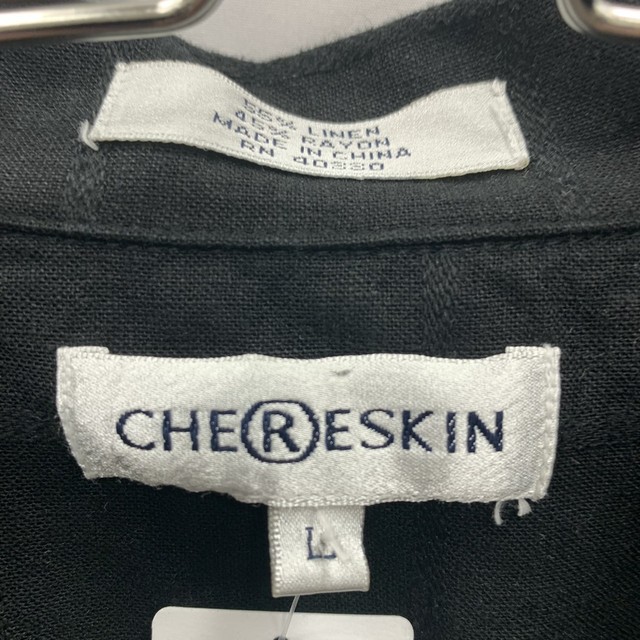 55% LINEN
45% RAYON
MADE IN CHINA
RN 40330
CHE®ESKIN
L